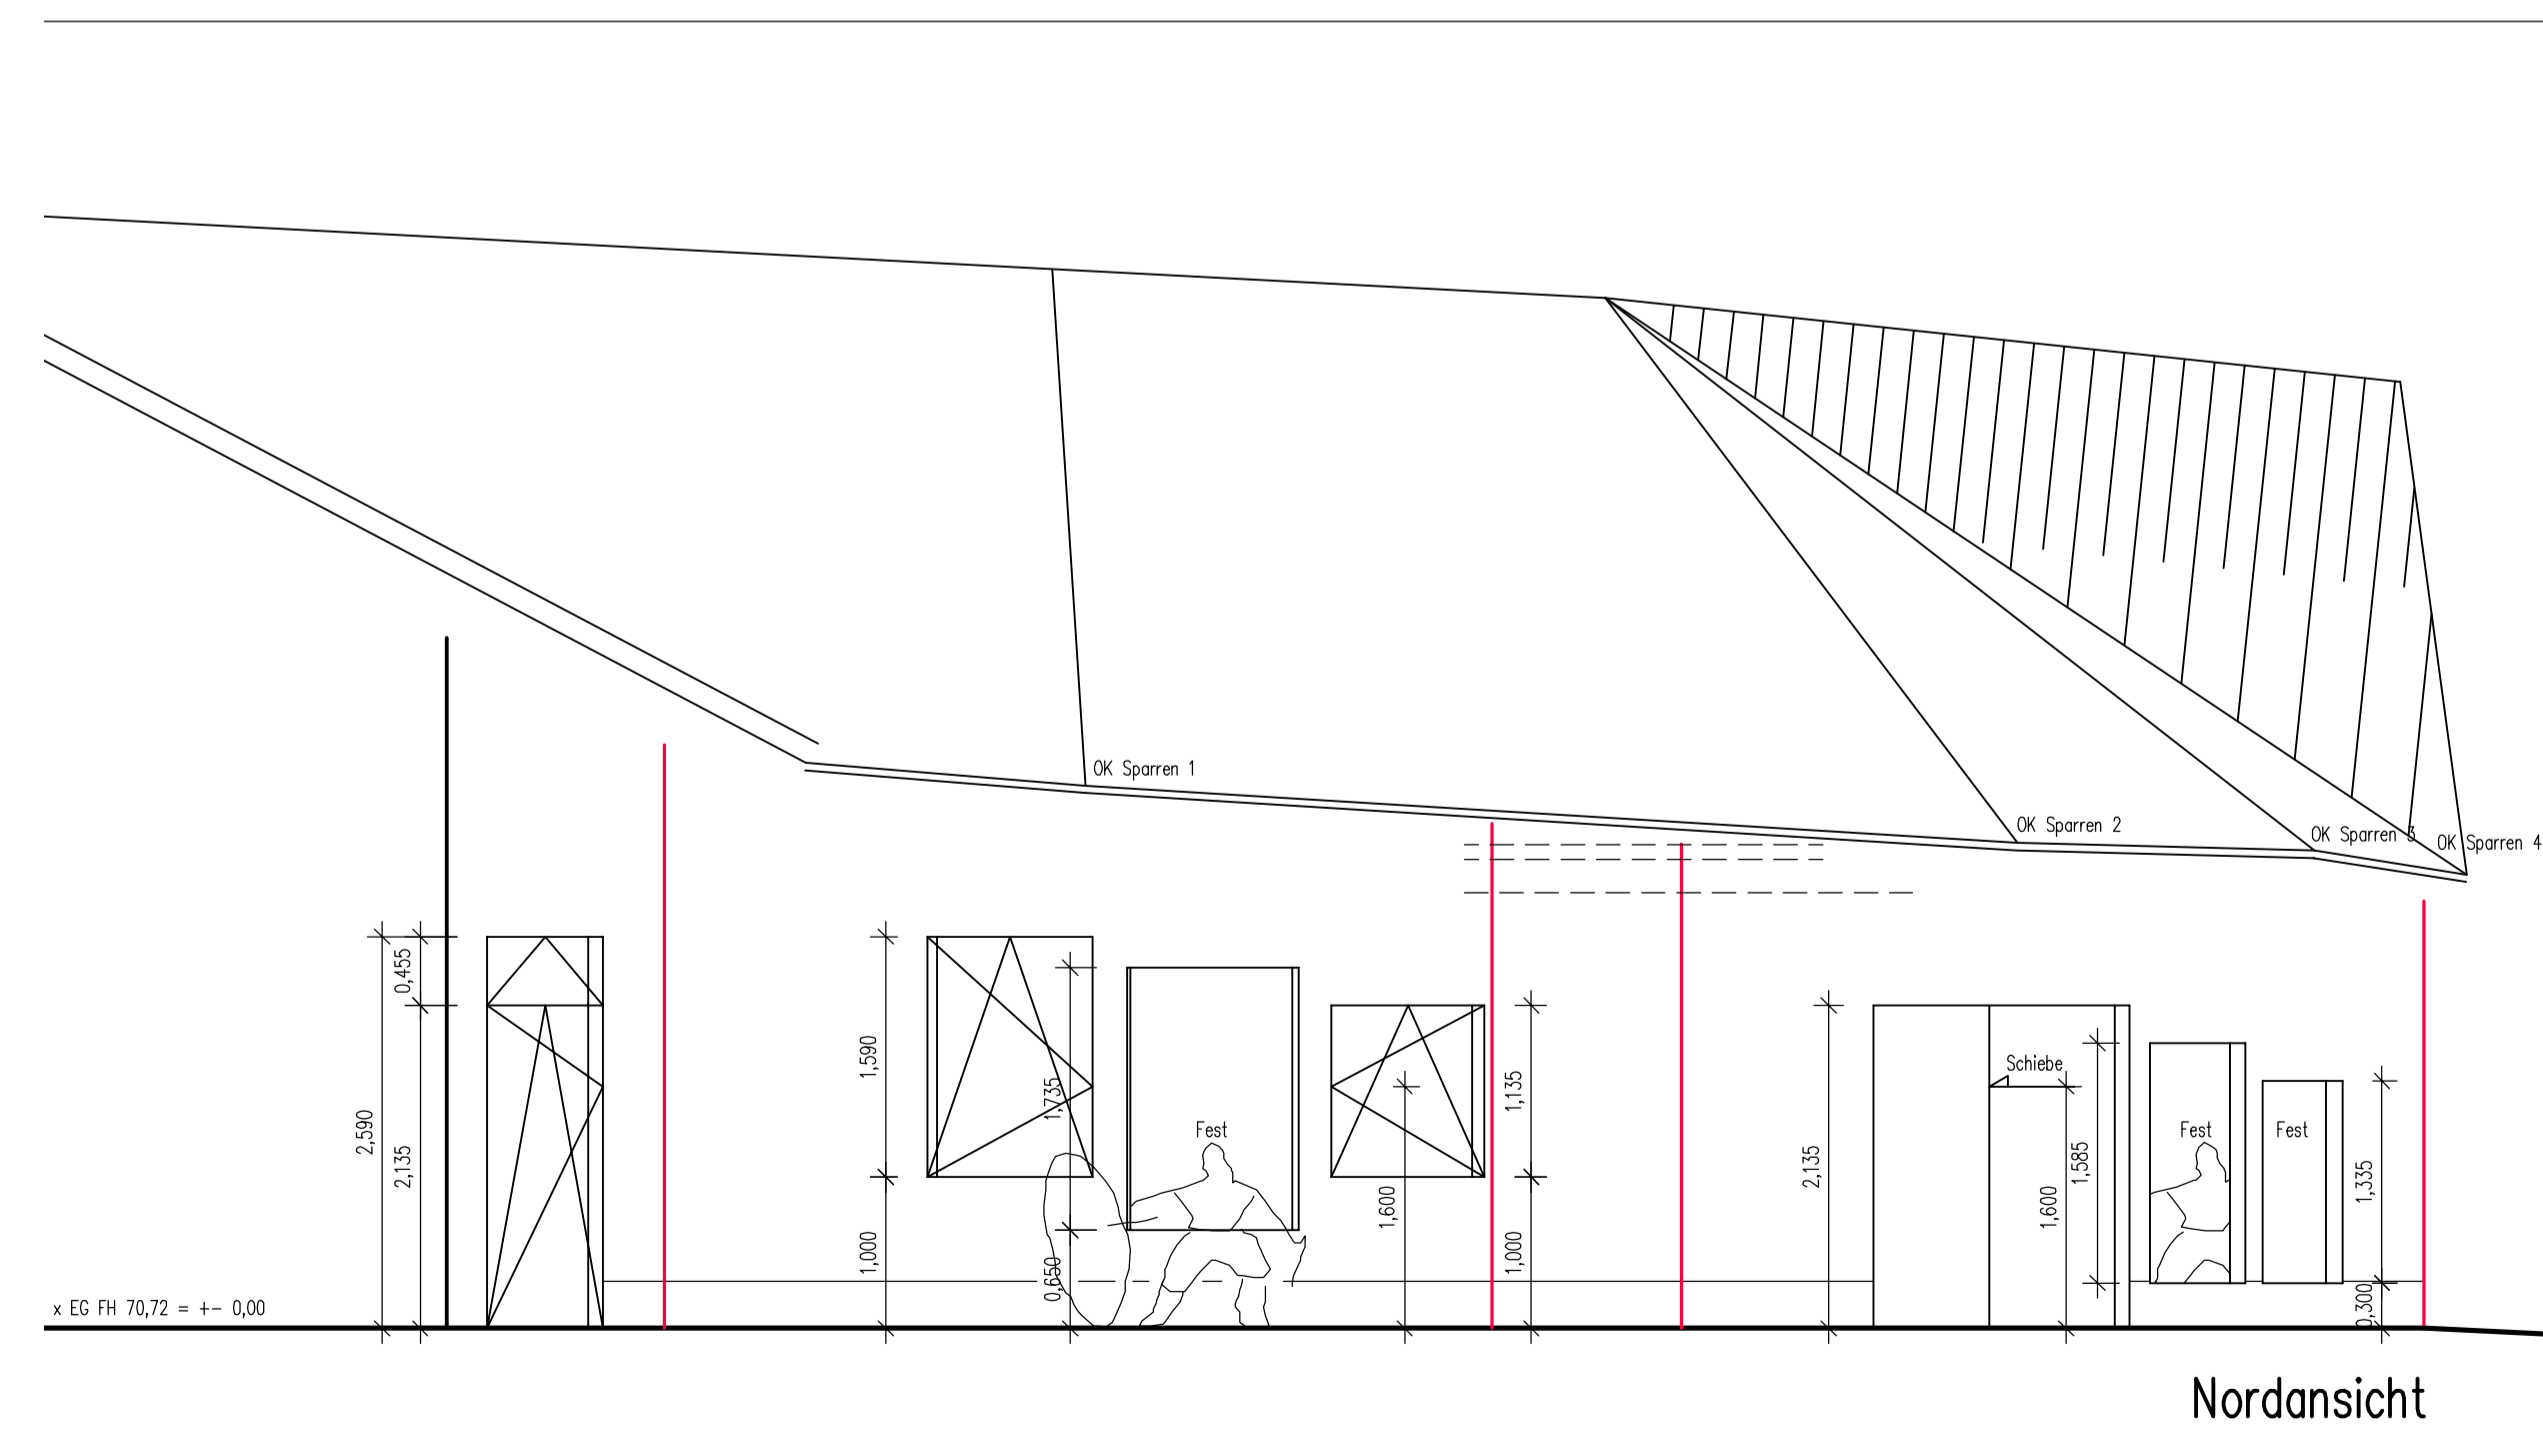 OK Sparren 1
OK Sparren 2
OK Sparren 3
OK Sparren 4
0,455
2,590
2,135
1,590
1,000
1,735
0,650
Fest
1,600
1,135
1,000
2,135
Schiebe
1,600
1,585
Fest
Fest
1,335
0,300
x EG FH 70,72 = +- 0,00
Nordansicht